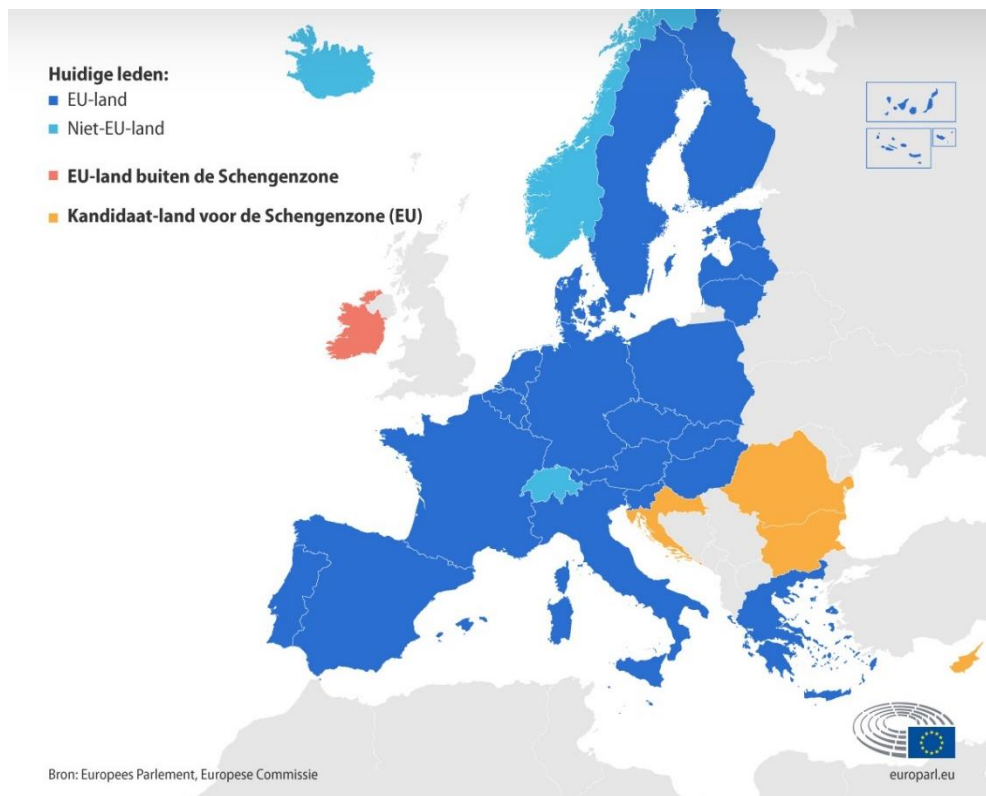 Huidige leden:
EU-land
Niet-EU-land
EU-land buiten de Schengenzone
Kandidaat-land voor de Schengenzone (EU)
Bron: Europees Parlement, Europese Commissie
europarl.eu